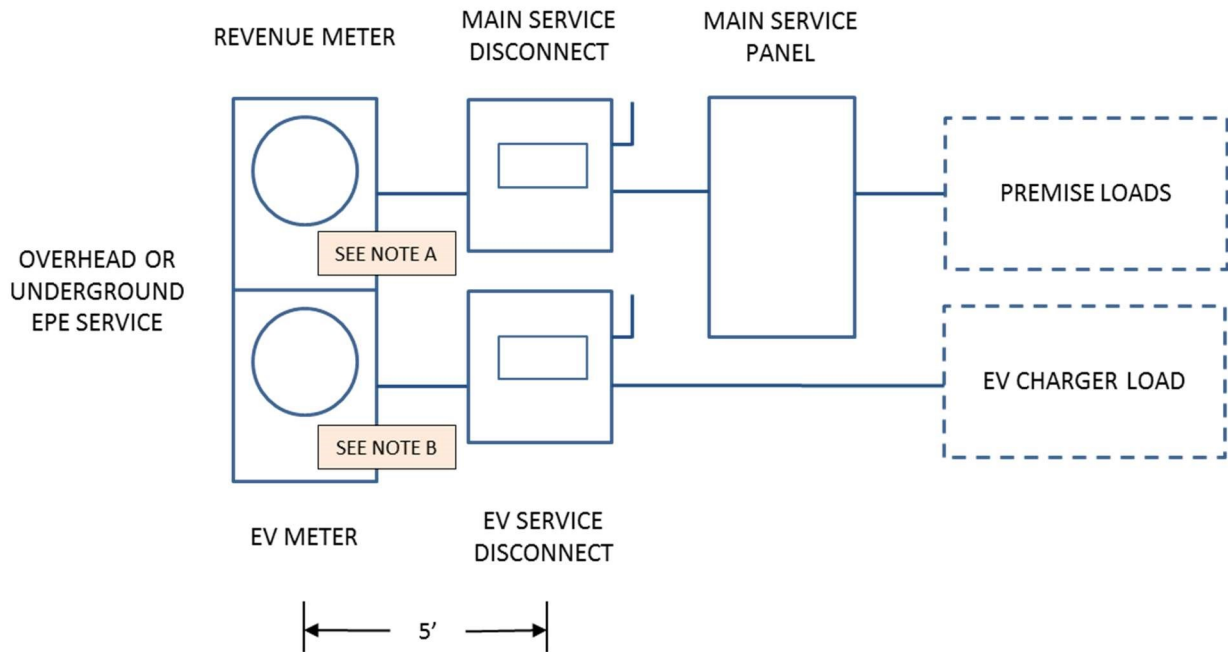 REVENUE METER
MAIN SERVICE
DISCONNECT
MAIN SERVICE
PANEL
OVERHEAD OR
UNDERGROUND
EPE SERVICE
SEE NOTE A
PREMISE LOADS
SEE NOTE B
EV CHARGER LOAD
EV METER
EV SERVICE
DISCONNECT
5’